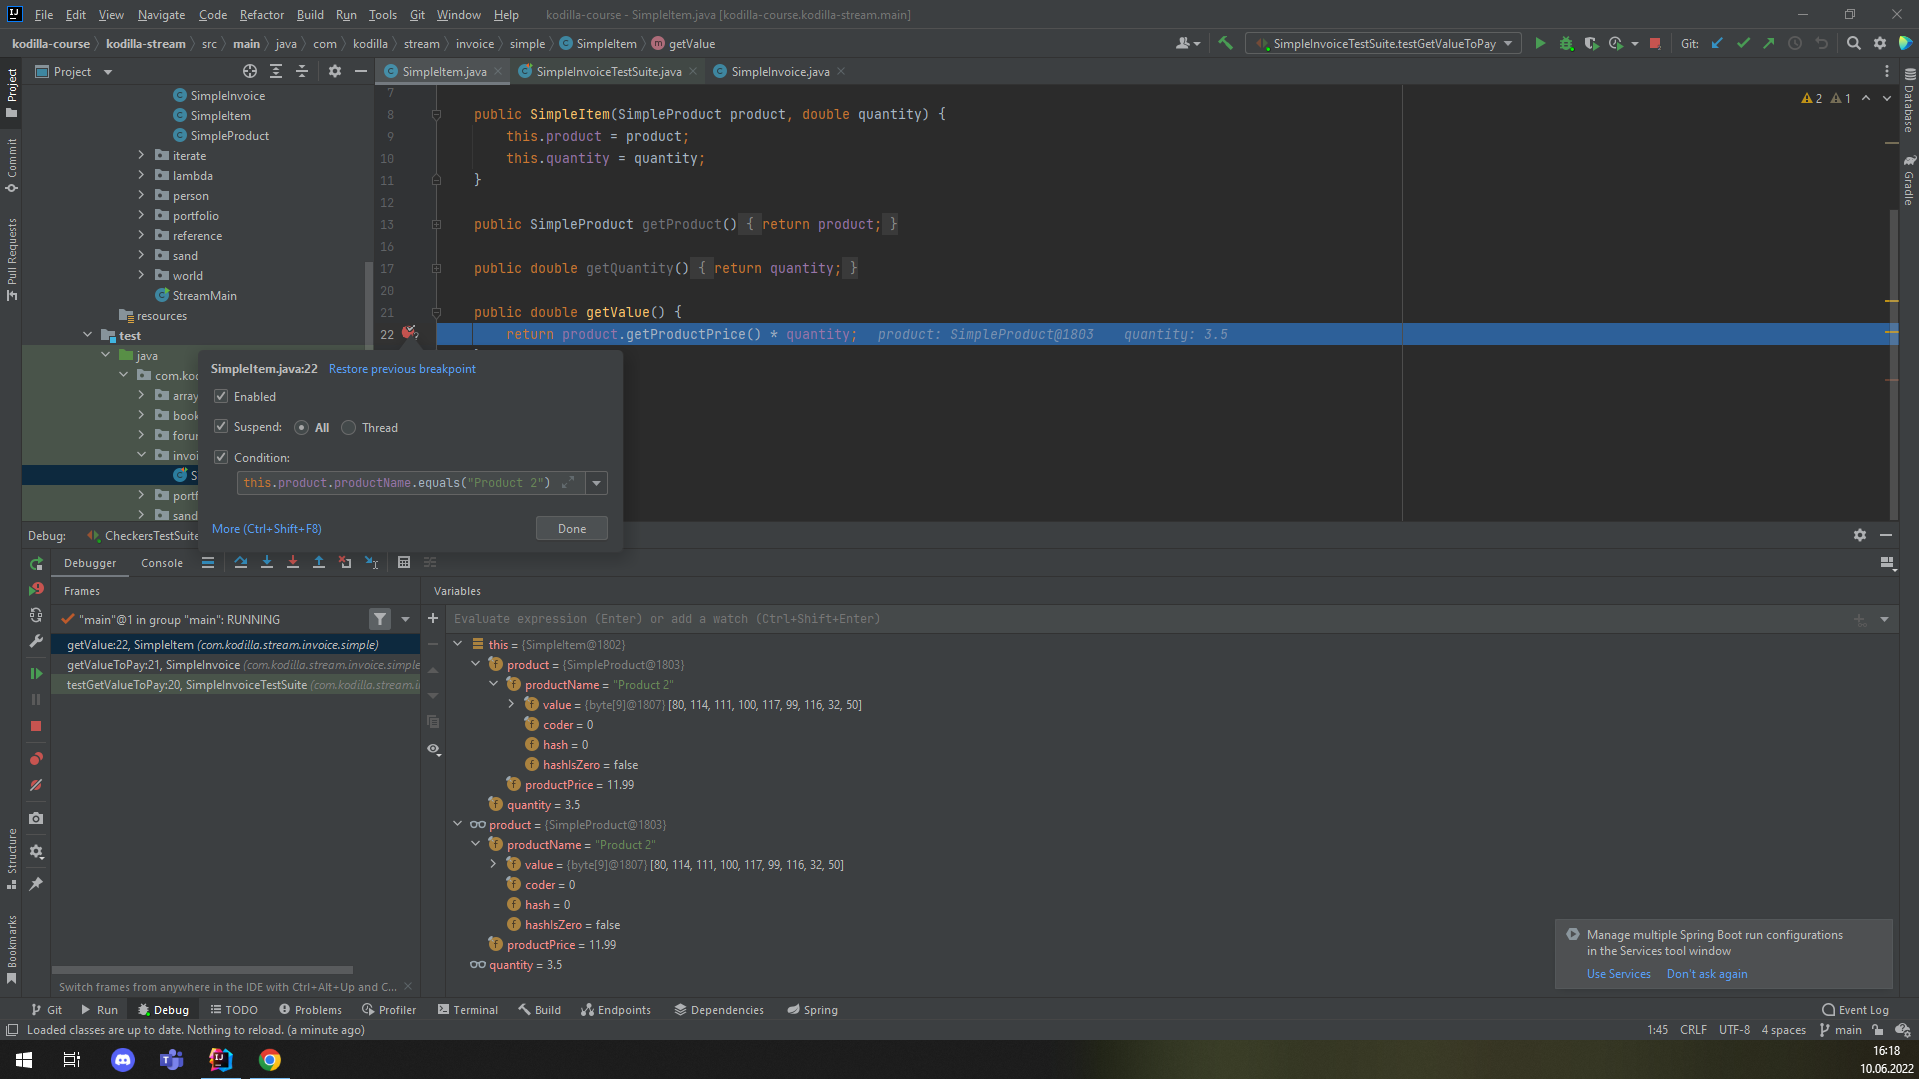 File Edit View Navigate Code Refactor Build Run Tools Git Window Help kodilla-course - SimpleItem.java [kodilla-course.kodilla-stream.main]
kodilla-course kodilla-stream src main java com kodilla stream invoice simple SimpleItem getValue SimpleInvoiceTestSuite.testGetValueToPay Git:
Project
SimpleItem.java SimpleInvoiceTestSuite.java SimpleInvoice.java
Project
Commit
Pull Requests
Structure
Bookmarks
Database
Gradle
SimpleInvoice
SimpleItem
SimpleProduct
iterate
lambda
person
portfolio
reference
sand
world
StreamMain
resources
test
java
com.ko
array
book
forum
invoi
S
portf
sand
2 1
7
8 public SimpleItem(SimpleProduct product, double quantity) {
9 this.product = product;
10 this.quantity = quantity;
11 }
12
13 public SimpleProduct getProduct() { return product; }
16
17 public double getQuantity() { return quantity; }
20
21 public double getValue() {
22 return product.getProductPrice() * quantity; product: SimpleProduct@1803 quantity: 3.5
SimpleItem.java:22 Restore previous breakpoint
Enabled
Suspend: All Thread
Condition:
this.product.productName.equals("Product 2")
More (Ctrl+Shift+F8) Done
Debug: CheckersTestSuite
Debugger Console
Frames
"main"@1 in group "main": RUNNING
getValue:22, SimpleItem (com.kodilla.stream.invoice.simple)
getValueToPay:21, SimpleInvoice (com.kodilla.stream.invoice.simple
testGetValueToPay:20, SimpleInvoiceTestSuite (com.kodilla.stream.i
Switch frames from anywhere in the IDE with Ctrl+Alt+Up and C...
Variables
Evaluate expression (Enter) or add a watch (Ctrl+Shift+Enter)
this = {SimpleItem@1802}
product = {SimpleProduct@1803}
productName = "Product 2"
value = {byte[9]@1807} [80, 114, 111, 100, 117, 99, 116, 32, 50]
coder = 0
hash = 0
hashIsZero = false
productPrice = 11.99
quantity = 3.5
product = {SimpleProduct@1803}
productName = "Product 2"
value = {byte[9]@1807} [80, 114, 111, 100, 117, 99, 116, 32, 50]
coder = 0
hash = 0
hashIsZero = false
productPrice = 11.99
quantity = 3.5
Manage multiple Spring Boot run configurations
in the Services tool window
Use Services Don't ask again
Git Run Debug TODO Problems Profiler Terminal Build Endpoints Dependencies Spring Event Log
Loaded classes are up to date. Nothing to reload. (a minute ago) 1:45 CRLF UTF-8 4 spaces main
16:18
10.06.2022